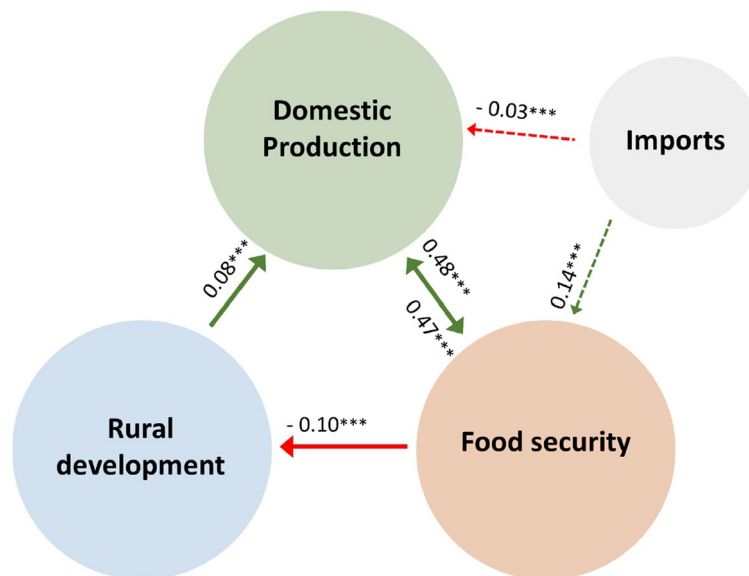 Domestic
Production
- 0.03***
Imports
0.08***
0.48***
0.47***
0.14***
Rural
development
- 0.10***
Food security